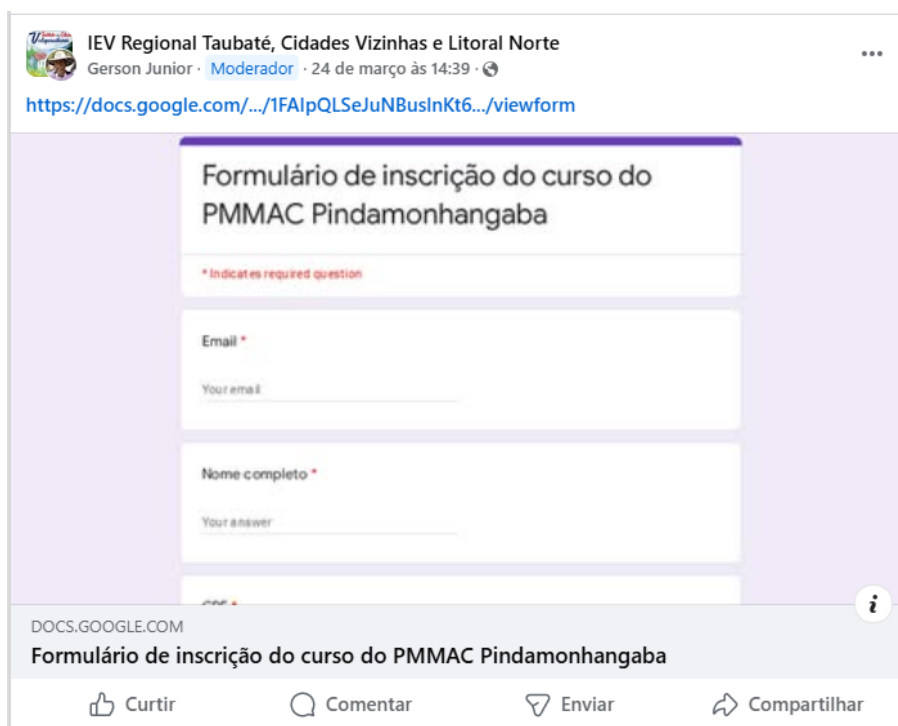 IEV Regional Taubaté, Cidades Vizinhas e Litoral Norte
Gerson Junior · Moderador · 24 de março às 14:39 ·
https://docs.google.com/.../1FAIpQLSeJuNBuslnKt6.../viewform
Formulário de inscrição do curso do
PMMAC Pindamonhangaba
* Indicates required question
Email *
Your email
Nome completo *
Your answer
DOCS.GOOGLE.COM
Formulário de inscrição do curso do PMMAC Pindamonhangaba
Curtir Comentar Enviar Compartilhar